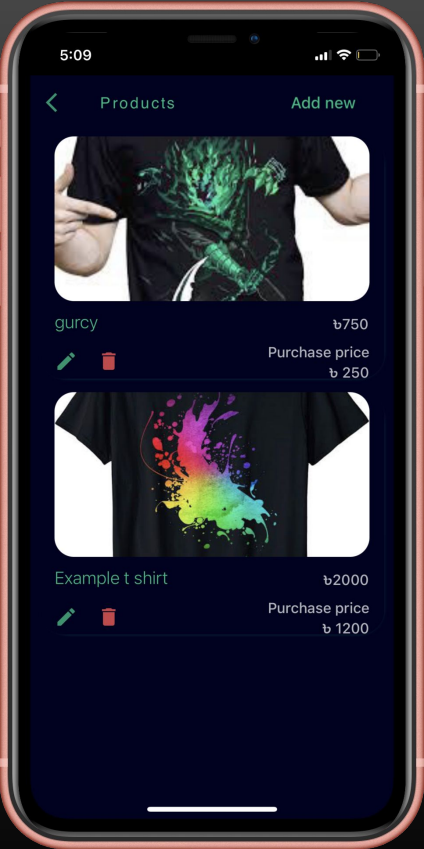 5:09
Products Add new
gurcy ৳750
Purchase price
৳ 250
Example t shirt ৳2000
Purchase price
৳ 1200